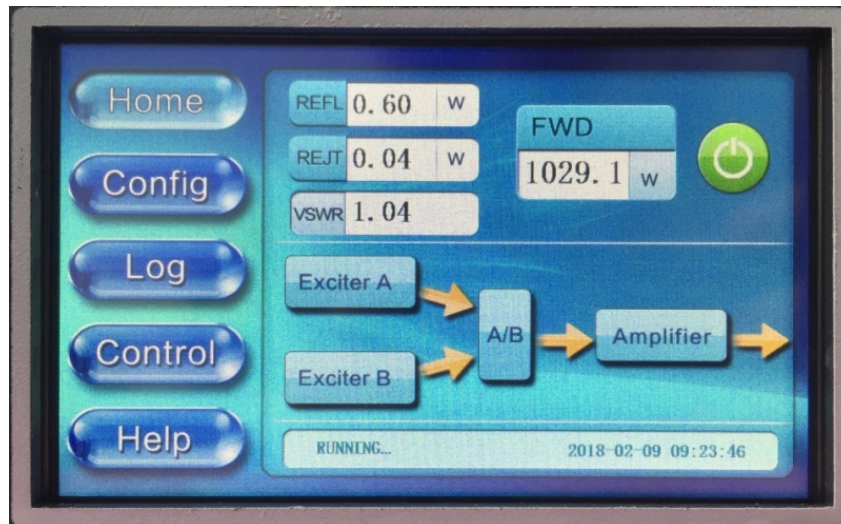 Home
Config
Log
Control
Help
REFL 0.60 W
REJT 0.04 W
VSWR 1.04
FWD
1029.1 W
Exciter A
Exciter B
A/B
Amplifier
RUNNING... 2018-02-09 09:23:46